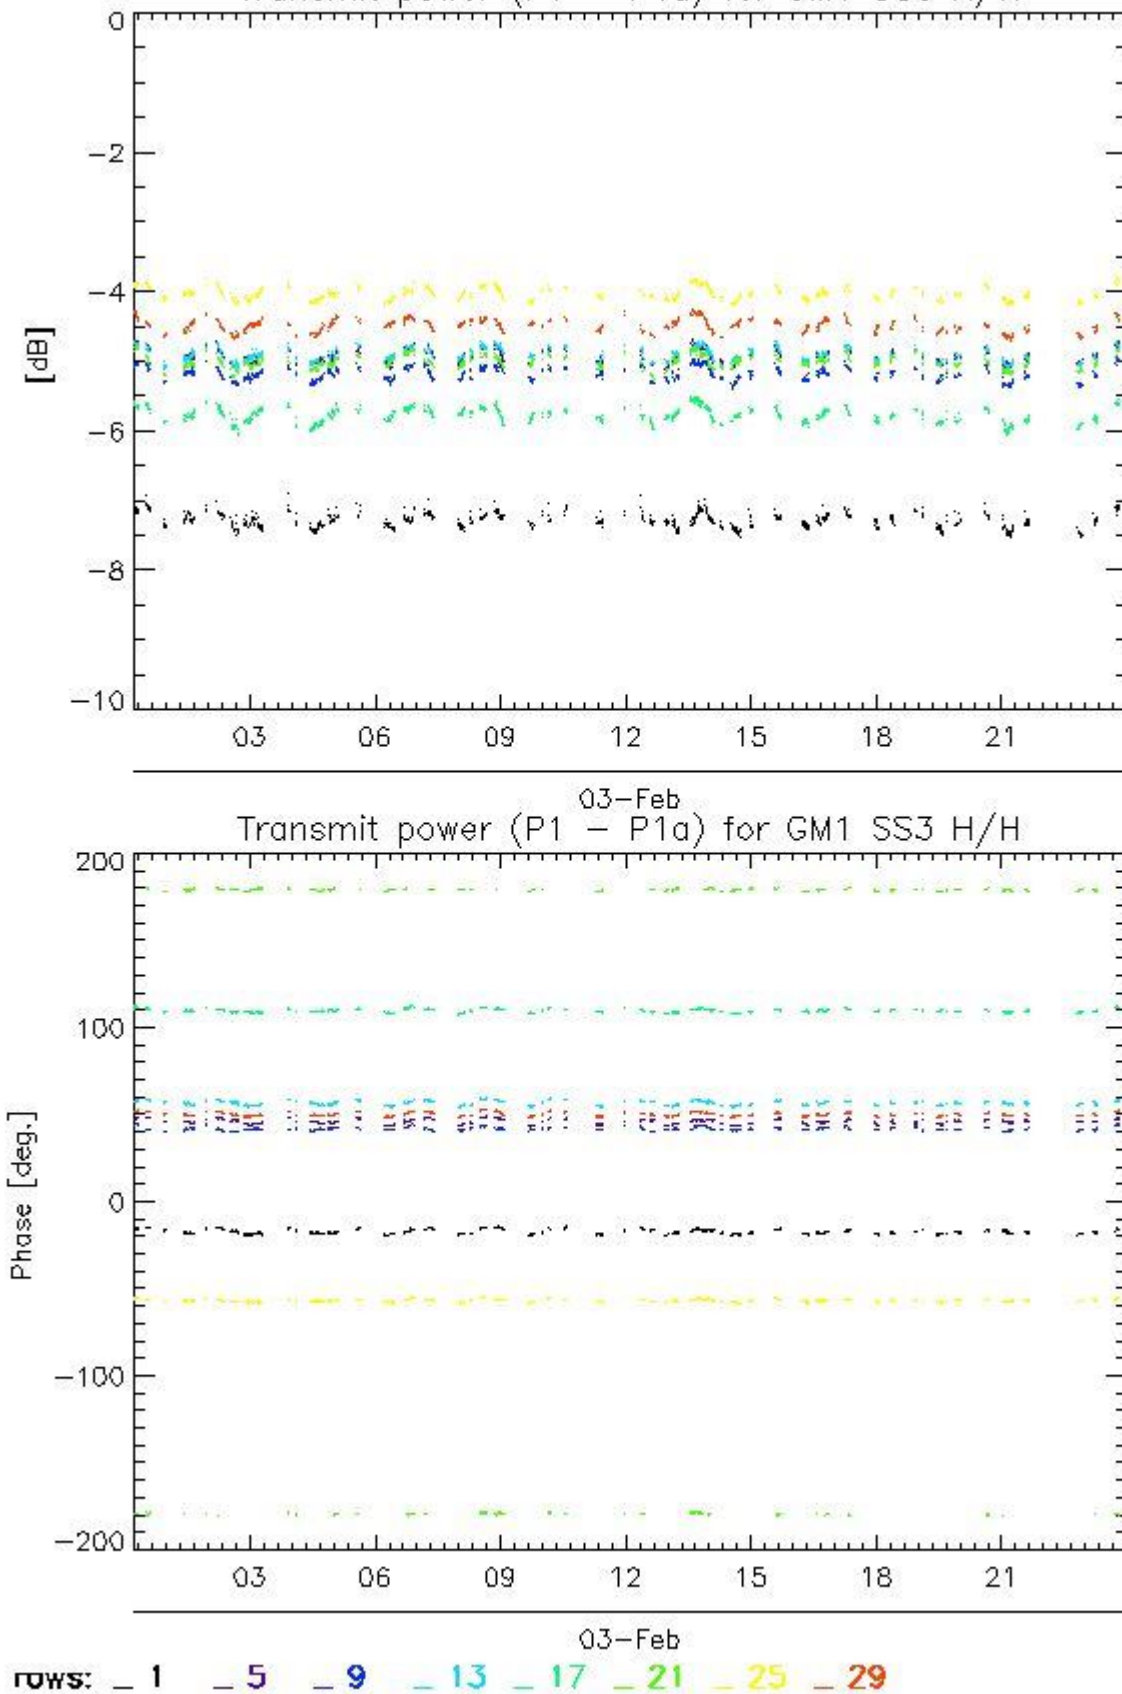 0
-2
-4
[dB]
-6
-8
-10
03 06 09 12 15 18 21
03-Feb
Transmit power (P1 - P1a) for GM1 SS3 H/H
200
100
0
Phase [deg.]
-100
-200
03 06 09 12 15 18 21
03-Feb
rows: _ 1 _ 5 _ 9 _ 13 _ 17 _ 21 _ 25 _ 29